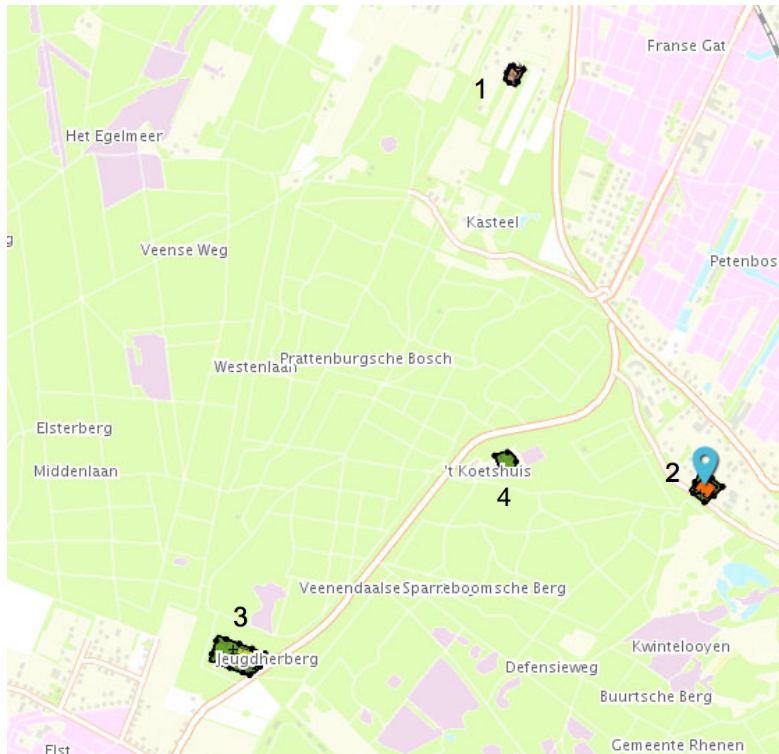 Franse Gat
1
Het Egelmeer
Kasteel
g
Veense Weg
Petenbos
Prattenburgsche Bosch
Westenlaan
Elsterberg
Middenlaan
't Koetshuis
2
4
Veenendaalse Sparreboomsche Berg
3
Kwintelooyen
Jeugdherberg
Defensieweg
Buurtsche Berg
Elst
Gemeente Rhenen